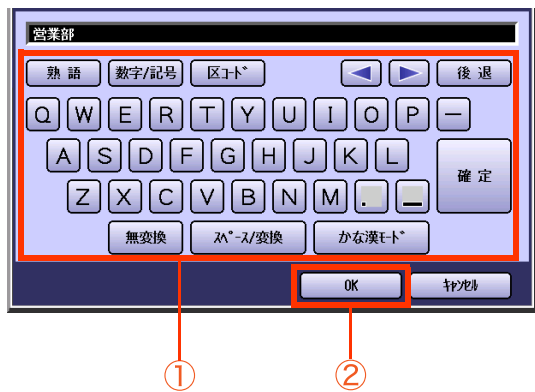 営業部
熟語 数字/記号 区ｺｰﾄﾞ 後退
Q W E R T Y U I O P ー
A S D F G H J K L 確定
Z X C V B N M . _
無変換 ｽﾍﾟｰｽ/変換 かな漢ﾓｰﾄﾞ
OK ｷｬﾝｾﾙ
① ②